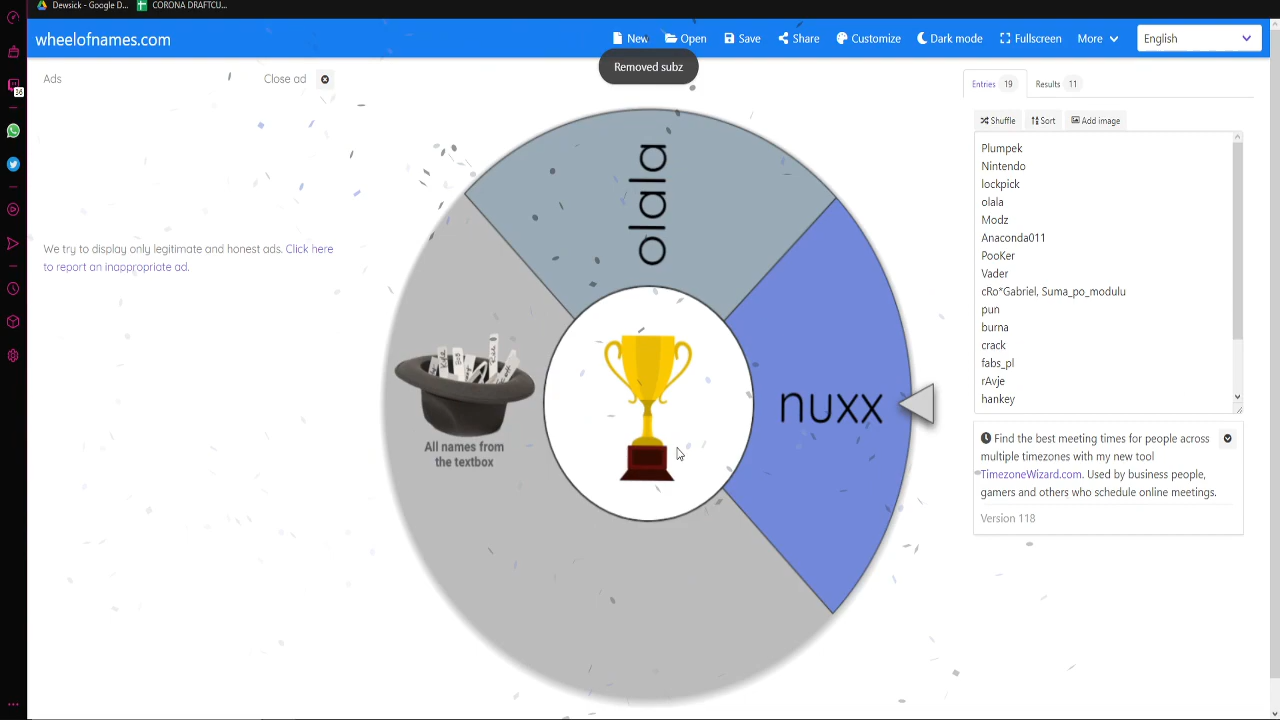 Dewsick - Google D...
CORONA DRAFTCU...
wheelofnames.com
New
Open
Save
Share
Customize
Dark mode
Fullscreen
More
English
Removed subz
Ads
Close ad
We try to display only legitimate and honest ads. Click here
to report an inappropriate ad.
olala
nuxx
All names from
the textbox
Entries 19
Results 11
Shuffle
Sort
Add image
Plumpek
Nintendo
lockpick
olala
Modz
Anaconda011
PooKer
Vader
cRo°Gabriel, Suma_po_modulu
pun
burna
crack
fabs_pl
rAvje
hankey
Find the best meeting times for people across
multiple timezones with my new tool
TimezoneWizard.com. Used by business people,
gamers and others who schedule online meetings.
Version 118